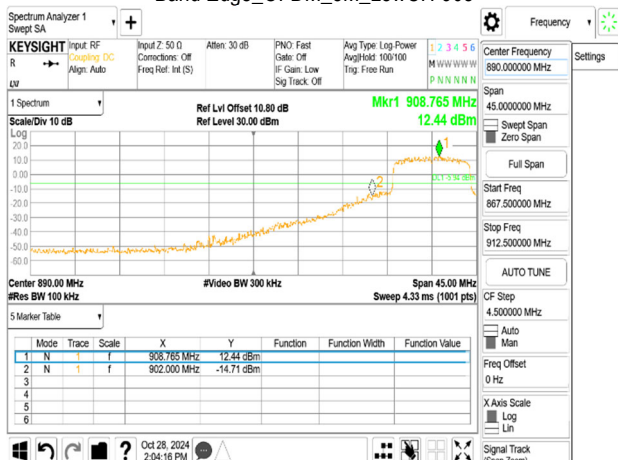 Spectrum Analyzer 1
Swept SA
Frequency
KEYSIGHT
R
LXI
Input: RF
Coupling: DC
Align: Auto
Input Z: 50 Ω
Corrections: Off
Freq Ref: Int (S)
Atten: 30 dB
PNO: Fast
Gate: Off
IF Gain: Low
Sig Track: Off
Avg Type: Log-Power
Avg|Hold: 100/100
Trig: Free Run
1 2 3 4 5 6
M W W W W W
P N N N N N
Center Frequency
890.000000 MHz
Settings
Span
45.0000000 MHz
Swept Span
Zero Span
Full Span
Start Freq
867.500000 MHz
Stop Freq
912.500000 MHz
AUTO TUNE
CF Step
4.500000 MHz
Auto
Man
Freq Offset
0 Hz
X Axis Scale
Log
Lin
Signal Track
1 Spectrum
Scale/Div 10 dB
Ref Lvl Offset 10.80 dB
Ref Level 30.00 dBm
Mkr1 908.765 MHz
12.44 dBm
Log
20.0
10.0
0.00
-10.0
-20.0
-30.0
-40.0
-50.0
-60.0
1
2
Center 890.00 MHz
#Res BW 100 kHz
#Video BW 300 kHz
Span 45.00 MHz
Sweep 4.33 ms (1001 pts)
5 Marker Table
Mode Trace Scale X Y Function Function Width Function Value
1 N 1 f 908.765 MHz 12.44 dBm
2 N 1 f 902.000 MHz -14.71 dBm
3
4
5
6
?
Oct 28, 2024
2:04:16 PM